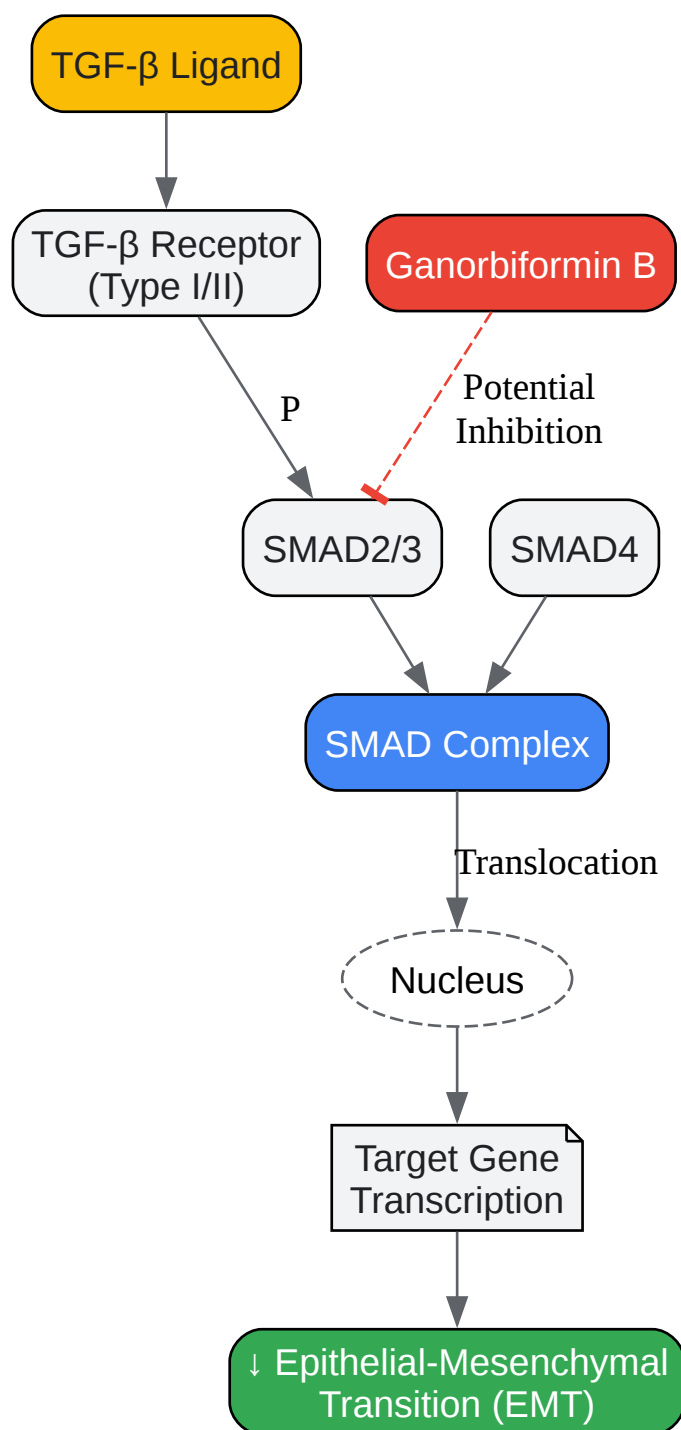 TGF-β Ligand
TGF-β Receptor
(Type I/II)
Ganorbiformin B
Potential
Inhibition
P
SMAD2/3
SMAD4
SMAD Complex
Translocation
Nucleus
Target Gene
Transcription
↓ Epithelial-Mesenchymal
Transition (EMT)